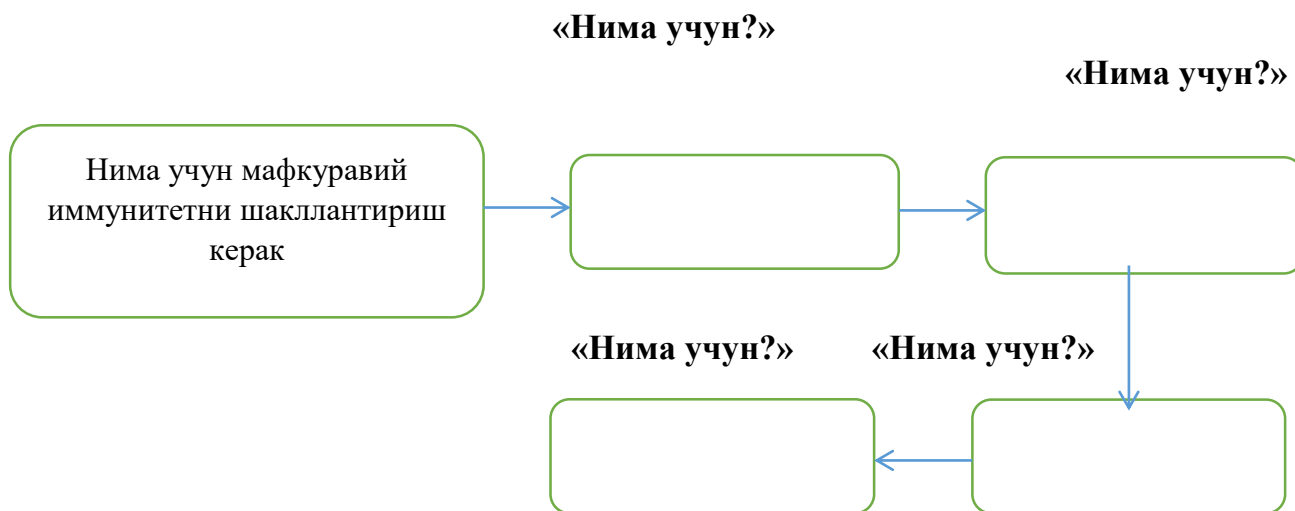 «Нима учун?»
«Нима учун?»
Нима учун мафкуравий
иммунитетни шакллантириш
керак
«Нима учун?»
«Нима учун?»